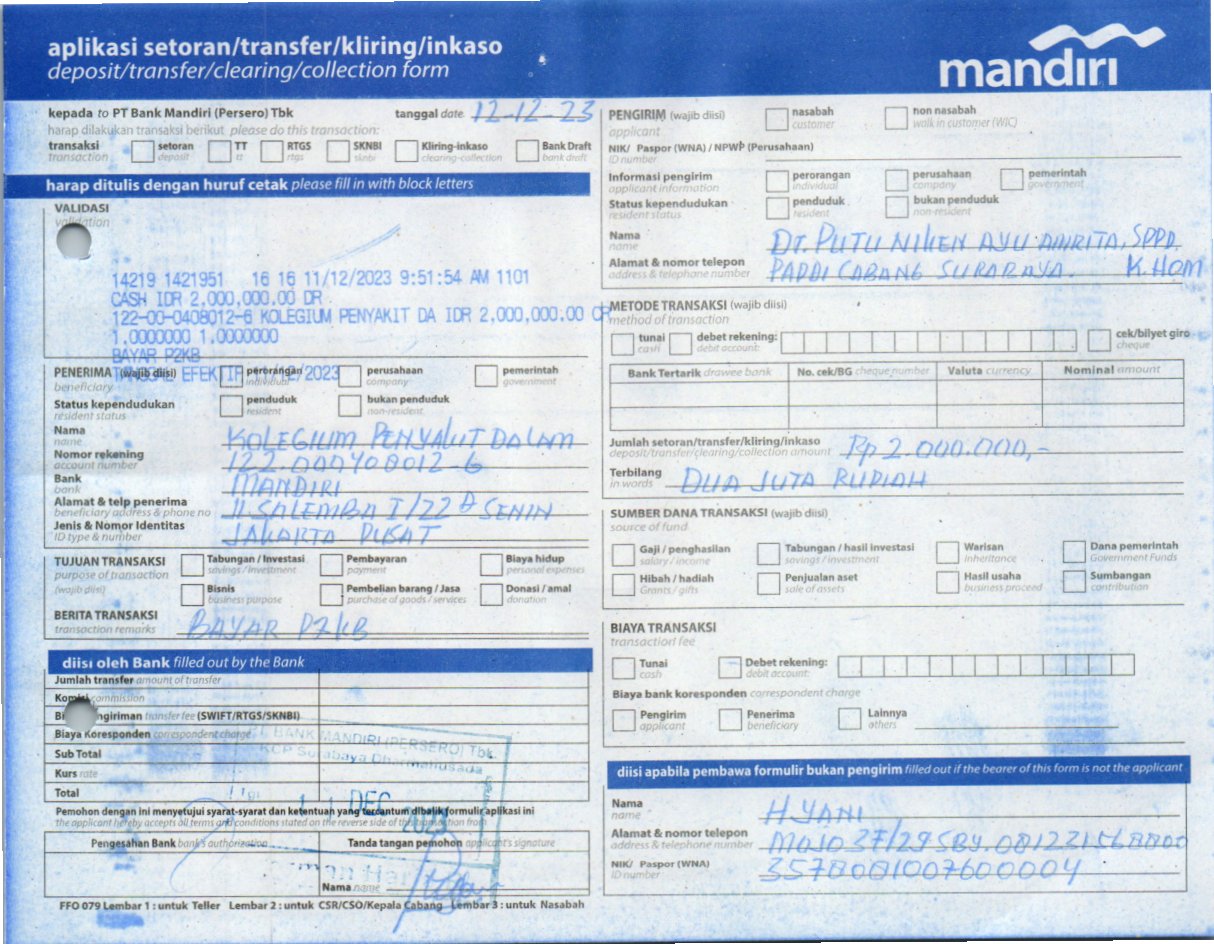 aplikasi setoran/transfer/kliring/inkaso
deposit/transfer/clearing/collection form
mandırı
kepada to PT Bank Mandiri (Persero) Tbk
tanggal date 12-12-23
harap dilakukan transaksi berikut please do this transaction:
transaksi
transaction
setoran
deposit
TT
tt
RTGS
rtgs
SKNBI
sknbi
Kliring-inkaso
clearing-collection
Bank Draft
bank draft
harap ditulis dengan huruf cetak please fill in with block letters
VALIDASI
validation
14219 1421951 16 16 11/12/2023 9:51:54 AM 1101
CASH IDR 2,000,000.00 DR
122-00-0408012-6 KOLEGIUM PENYAKIT DA IDR 2,000,000.00 CR
1.0000000 1.0000000
BAYAR P2KB
PENERIMA (wajib diisi)
beneficiary
perorangan
individual
perusahaan
company
pemerintah
government
Status kependudukan
resident status
penduduk
resident
bukan penduduk
non-resident
Nama
name
KOLEGIUM PENYAKIT DALAM
Nomor rekening
account number
122.000408012-6
Bank
bank
MANDIRI
Alamat & telp penerima
beneficiary address & phone no
JL SALEMBA I/22 D SENIN
Jenis & Nomor Identitas
ID type & number
JAKARTA PUSAT
TUJUAN TRANSAKSI
purpose of transaction
(wajib diisi)
Tabungan / Investasi
savings / investment
Pembayaran
payment
Biaya hidup
personal expenses
Bisnis
business purpose
Pembelian barang / Jasa
purchase of goods / services
Donasi / amal
donation
BERITA TRANSAKSI
transaction remarks
BAYAR P2KB
diisi oleh Bank filled out by the Bank
Jumlah transfer amount of transfer
commission
transfer fee (SWIFT/RTGS/SKNBI)
Biaya Koresponden correspondent charge
Sub Total
Kurs rate
Total
BANK MANDIRI (PERSERO) Tbk
KCP Surabaya Dharmahusada
DEC 2023
Pemohon dengan ini menyetujui syarat-syarat dan ketentuan yang tercantum dibalik formulir aplikasi ini
the applicant hereby accepts all terms and conditions stated on the reverse side of this transaction from
Pengesahan Bank bank's authorization
Tanda tangan pemohon applicant's signature
Nama name
FFO 079 Lembar 1 : untuk Teller Lembar 2 : untuk CSR/CSO/Kepala Cabang Lembar 3 : untuk Nasabah
PENGIRIM (wajib diisi)
applicant
nasabah
customer
non nasabah
walk in customer (WIC)
NIK/ Paspor (WNA) / NPWP (Perusahaan)
ID number
Informasi pengirim
applicant information
perorangan
individual
perusahaan
company
pemerintah
government
Status kependudukan
resident status
penduduk
resident
bukan penduduk
non-resident
Nama
name
PUTU NIKEN AYU AMRITA, SPPD.
K.HOM
Alamat & nomor telepon
address & telephone number
PAPDI CABANG SURABAYA.
METODE TRANSAKSI (wajib diisi)
method of transaction
tunai
cash
debet rekening:
debit account:
cek/bilyet giro
cheque
Bank Tertarik drawee bank
No. cek/BG cheque number
Valuta currency
Nominal amount
Jumlah setoran/transfer/kliring/inkaso
deposit/transfer/clearing/collection amount
Rp 2.000.000,-
Terbilang
in words
DUA JUTA RUPIAH
SUMBER DANA TRANSAKSI (wajib diisi)
source of fund
Gaji / penghasilan
salary / income
Tabungan / hasil investasi
savings / investment
Warisan
Inheritance
Dana pemerintah
Government Funds
Hibah / hadiah
Grants / gifts
Penjualan aset
sale of assets
Hasil usaha
business proceed
Sumbangan
contribution
BIAYA TRANSAKSI
transaction fee
Tunai
cash
Debet rekening:
debit account:
Biaya bank koresponden correspondent charge
Pengirim
applicant
Penerima
beneficiary
Lainnya
others
diisi apabila pembawa formulir bukan pengirim filled out if the bearer of this form is not the applicant
Nama
name
H.YANI
Alamat & nomor telepon
address & telephone number
MOJO 37/29 SBY. 081231568800
NIK/ Paspor (WNA)
ID number
3578081007600004